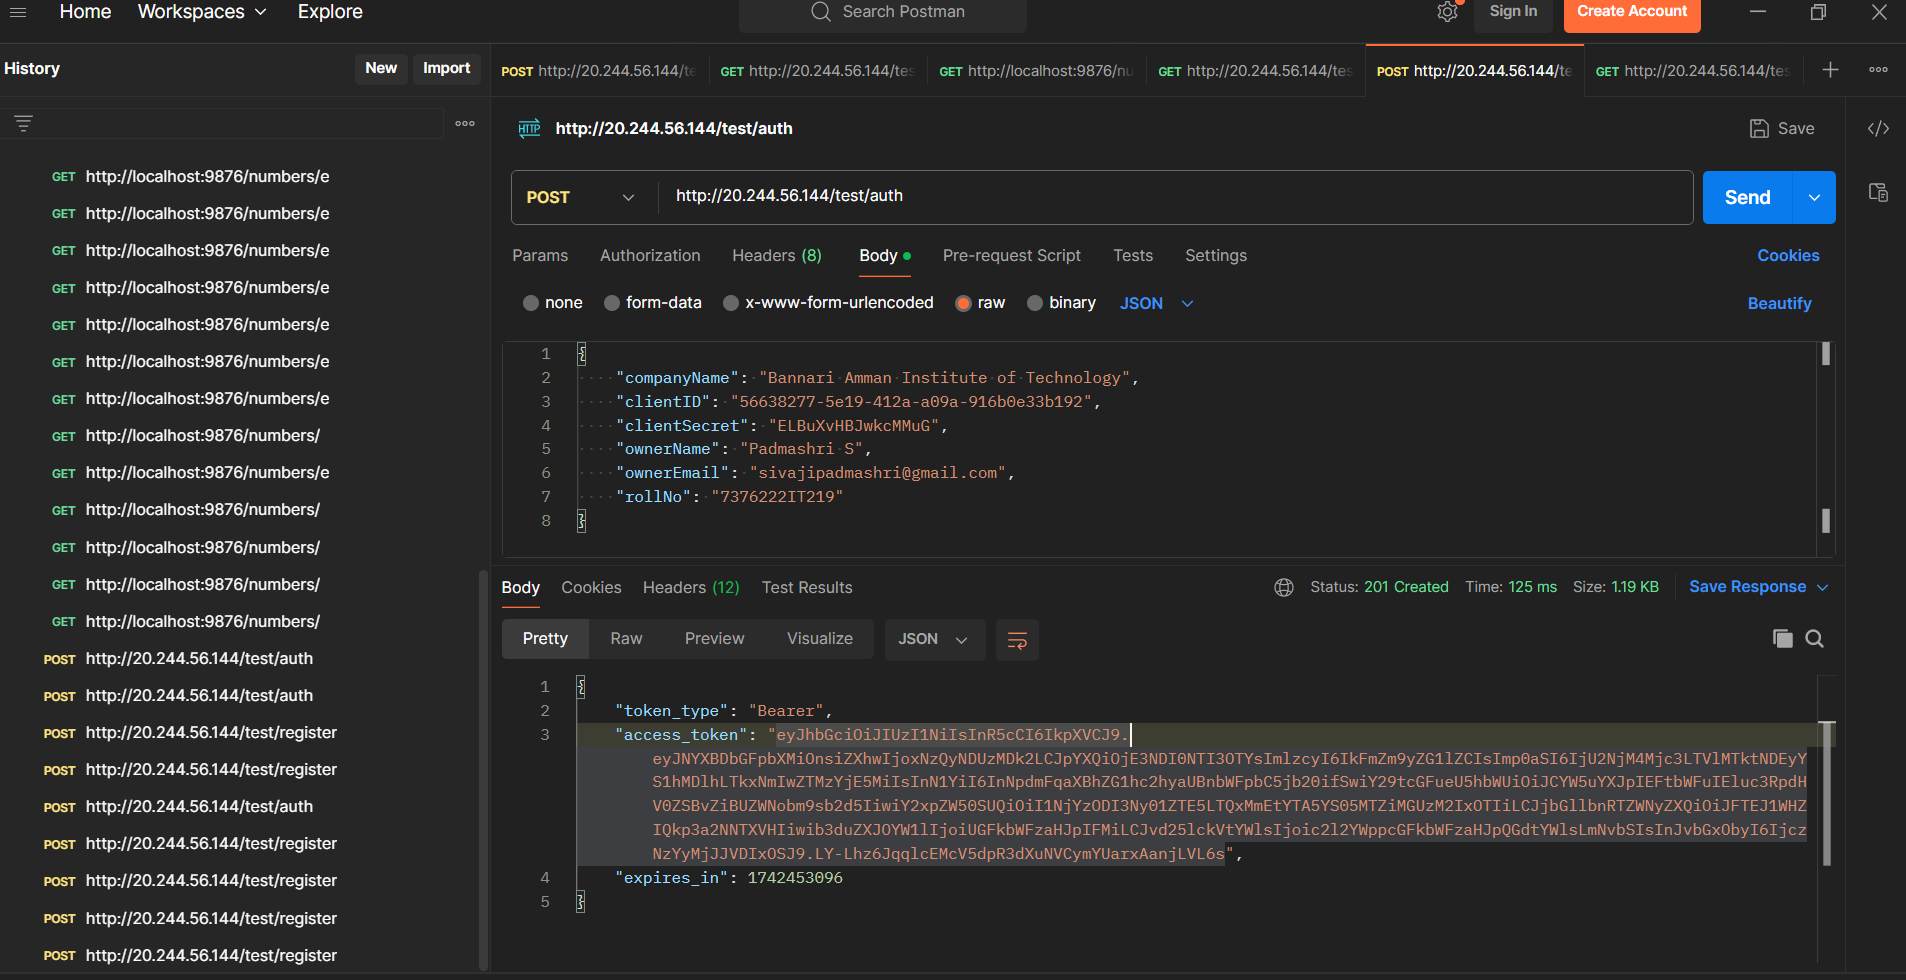 Home Workspaces Explore Search Postman Sign In Create Account
History New Import
POST http://20.244.56.144/te GET http://20.244.56.144/tes GET http://localhost:9876/nu GET http://20.244.56.144/tes POST http://20.244.56.144/te GET http://20.244.56.144/tes
HTTP http://20.244.56.144/test/auth Save
GET http://localhost:9876/numbers/e
GET http://localhost:9876/numbers/e
GET http://localhost:9876/numbers/e
GET http://localhost:9876/numbers/e
GET http://localhost:9876/numbers/e
GET http://localhost:9876/numbers/e
GET http://localhost:9876/numbers/e
GET http://localhost:9876/numbers/
GET http://localhost:9876/numbers/e
GET http://localhost:9876/numbers/
GET http://localhost:9876/numbers/
GET http://localhost:9876/numbers/
GET http://localhost:9876/numbers/
POST http://20.244.56.144/test/auth
POST http://20.244.56.144/test/auth
POST http://20.244.56.144/test/register
POST http://20.244.56.144/test/register
POST http://20.244.56.144/test/auth
POST http://20.244.56.144/test/register
POST http://20.244.56.144/test/register
POST http://20.244.56.144/test/register
POST http://20.244.56.144/test/register
POST http://20.244.56.144/test/auth Send
Params Authorization Headers (8) Body Pre-request Script Tests Settings Cookies
none form-data x-www-form-urlencoded raw binary JSON Beautify
1 {
2 "companyName": "Bannari Amman Institute of Technology",
3 "clientID": "56638277-5e19-412a-a09a-916b0e33b192",
4 "clientSecret": "ELBuXvHBJwkcMMuG",
5 "ownerName": "Padmashri S",
6 "ownerEmail": "sivajipadmashri@gmail.com",
7 "rollNo": "7376222IT219"
8 }
Body Cookies Headers (12) Test Results Status: 201 Created Time: 125 ms Size: 1.19 KB Save Response
Pretty Raw Preview Visualize JSON
1 {
2 "token_type": "Bearer",
3 "access_token": "eyJhbGciOiJIUzI1NiIsInR5cCI6IkpXVCJ9.
eyJNYXBDbGFpbXMiOnsiZXhwIjoxNzQyNDUzMDk2LCJpYXQiOjE3NDI0NTI3OTYsImlzcyI6IkFmZm9yZG1lZCIsImp0aSI6IjU2NjM4Mjc3LTVlMTktNDEyY
S1hMDlhLTkxNmIwZTMzYjE5MiIsInN1YiI6InNpdmFqaXBhZG1hc2hyaUBnbWFpbC5jb20ifSwiY29tcGFueU5hbWUiOiJCYW5uYXJpIEFtbWFuIEluc3RpdH
V0ZSBvZiBUZWNobm9sb2d5IiwiY2xpZW50SUQiOiI1NjYzODI3Ny01ZTE5LTQxMmEtYTA5YS05MTZiMGUzM2IxOTIiLCJjbGllbnRTZWNyZXQiOiJFTEJ1WHZ
IQkp3a2NNTXVHIiwib3duZXJOYW1lIjoiUGFkbWFzaHJpIFMiLCJvd25lckVtYWlsIjoic2l2YWppcGFkbWFzaHJpQGdtYWlsLmNvbSIsInJvbGxObyI6Ijcz
NzYyMjJJVDIxOSJ9.LY-Lhz6JqqlcEMcV5dpR3dXuNVCymYUarxAanjLVL6s",
4 "expires_in": 1742453096
5 }